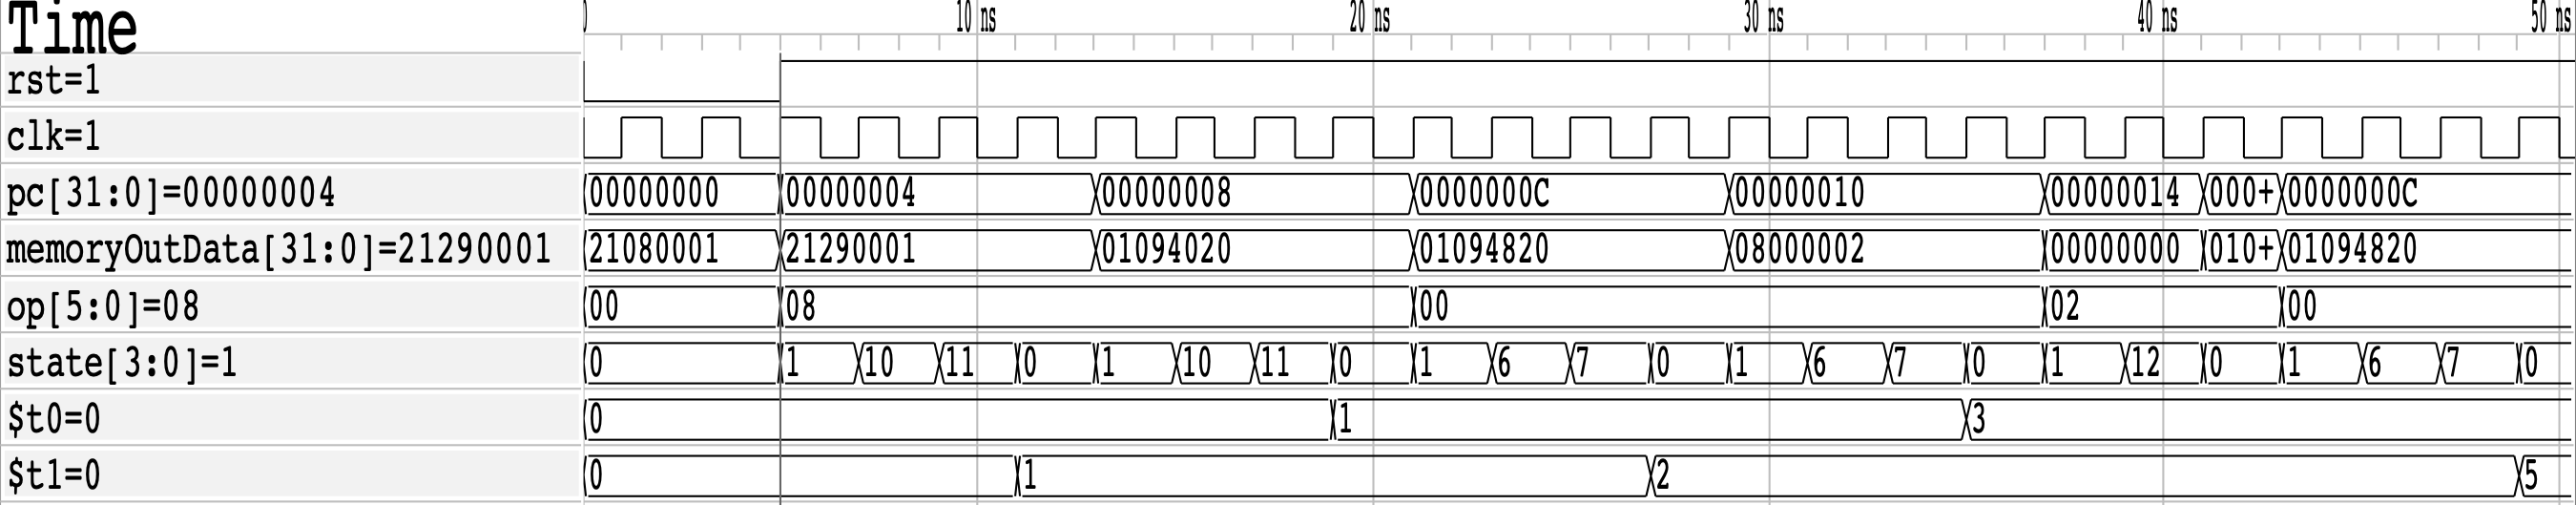 Time
0 10 ns 20 ns 30 ns 40 ns 50 ns
rst=1
clk=1
pc[31:0]=00000004 00000000 00000004 00000008 0000000C 00000010 00000014 000+ 0000000C
memoryOutData[31:0]=21290001 21080001 21290001 01094020 01094820 08000002 00000000 010+ 01094820
op[5:0]=08 00 08 00 02 00
state[3:0]=1 0 1 10 11 0 1 10 11 0 1 6 7 0 1 6 7 0 1 12 0 1 6 7 0
$t0=0 0 1 3
$t1=0 0 1 2 5